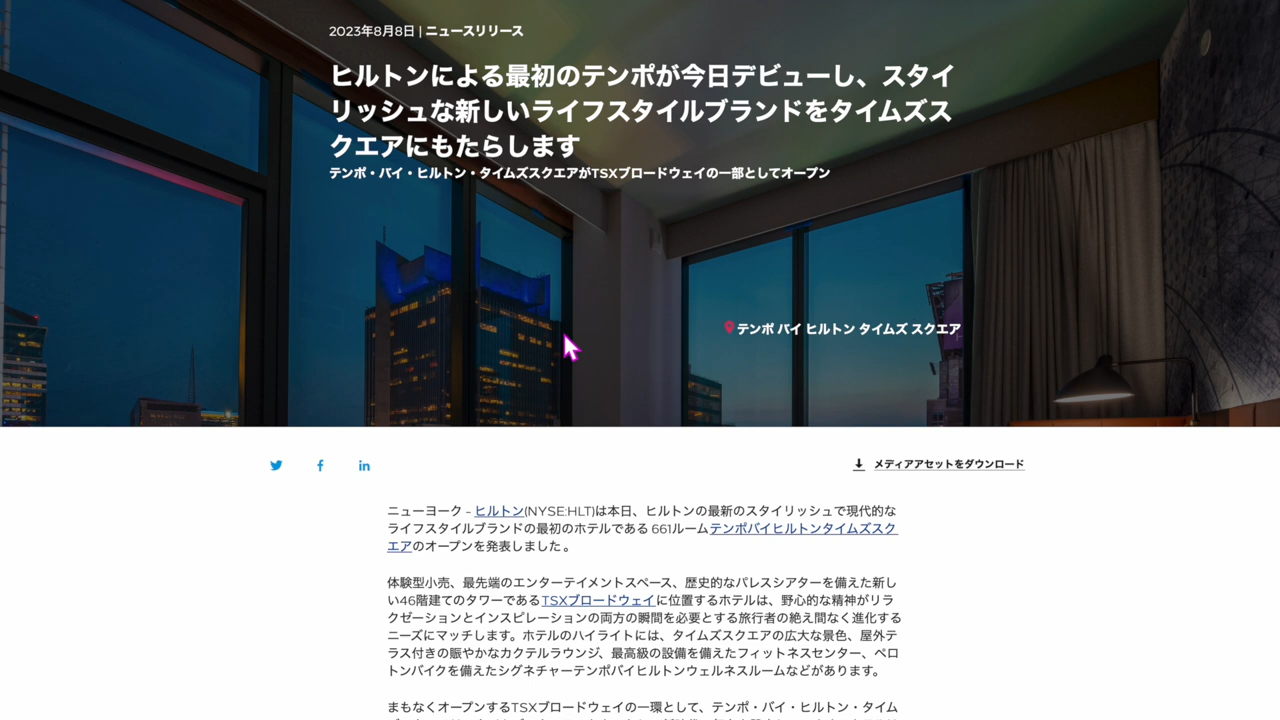 2023年8月8日 | ニュースリリース
ヒルトンによる最初のテンポが今日デビューし、スタイ
リッシュな新しいライフスタイルブランドをタイムズス
クエアにもたらします
テンポ・バイ・ヒルトン・タイムズスクエアがTSXブロードウェイの一部としてオープン
テンポ バイ ヒルトン タイムズ スクエア
メディアアセットをダウンロード
ニューヨーク – ヒルトン(NYSE:HLT)は本日、ヒルトンの最新のスタイリッシュで現代的な
ライフスタイルブランドの最初のホテルである 661ルームテンポバイヒルトンタイムズスク
エアのオープンを発表しました 。
体験型小売、最先端のエンターテイメントスペース、歴史的なパレスシアターを備えた新し
い46階建てのタワーであるTSXブロードウェイに位置するホテルは、野心的な精神がリラ
クゼーションとインスピレーションの両方の瞬間を必要とする旅行者の絶え間なく進化する
ニーズにマッチします。ホテルのハイライトには、タイムズスクエアの広大な景色、屋外テ
ラス付きの賑やかなカクテルラウンジ、最高級の設備を備えたフィットネスセンター、ペロ
トンバイクを備えたシグネチャーテンポバイヒルトンウェルネスルームなどがあります。
まもなくオープンするTSXブロードウェイの一環として、テンポ・バイ・ヒルトン・タイム